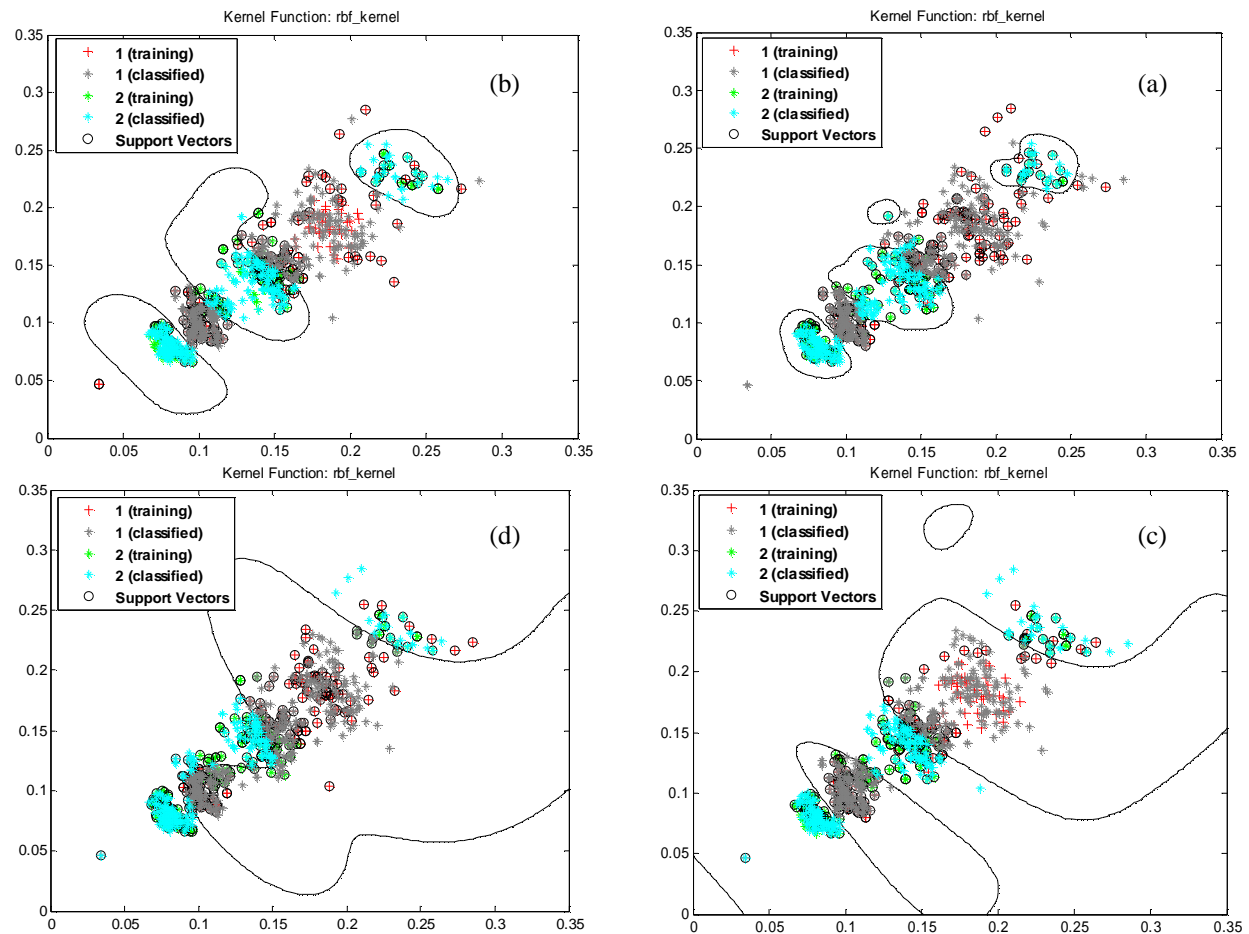 Kernel Function: rbf_kernel
0.35
0.3
0.25
0.2
0.15
0.1
0.05
0
1 (training)
1 (classified)
2 (training)
2 (classified)
Support Vectors
(b)
0 0.05 0.1 0.15 0.2 0.25 0.3 0.35
Kernel Function: rbf_kernel
0.35
0.3
0.25
0.2
0.15
0.1
0.05
0
1 (training)
1 (classified)
2 (training)
2 (classified)
Support Vectors
(a)
0 0.05 0.1 0.15 0.2 0.25 0.3 0.35
Kernel Function: rbf_kernel
0.35
0.3
0.25
0.2
0.15
0.1
0.05
0
1 (training)
1 (classified)
2 (training)
2 (classified)
Support Vectors
(d)
0 0.05 0.1 0.15 0.2 0.25 0.3 0.35
Kernel Function: rbf_kernel
0.35
0.3
0.25
0.2
0.15
0.1
0.05
0
1 (training)
1 (classified)
2 (training)
2 (classified)
Support Vectors
(c)
0 0.05 0.1 0.15 0.2 0.25 0.3 0.35